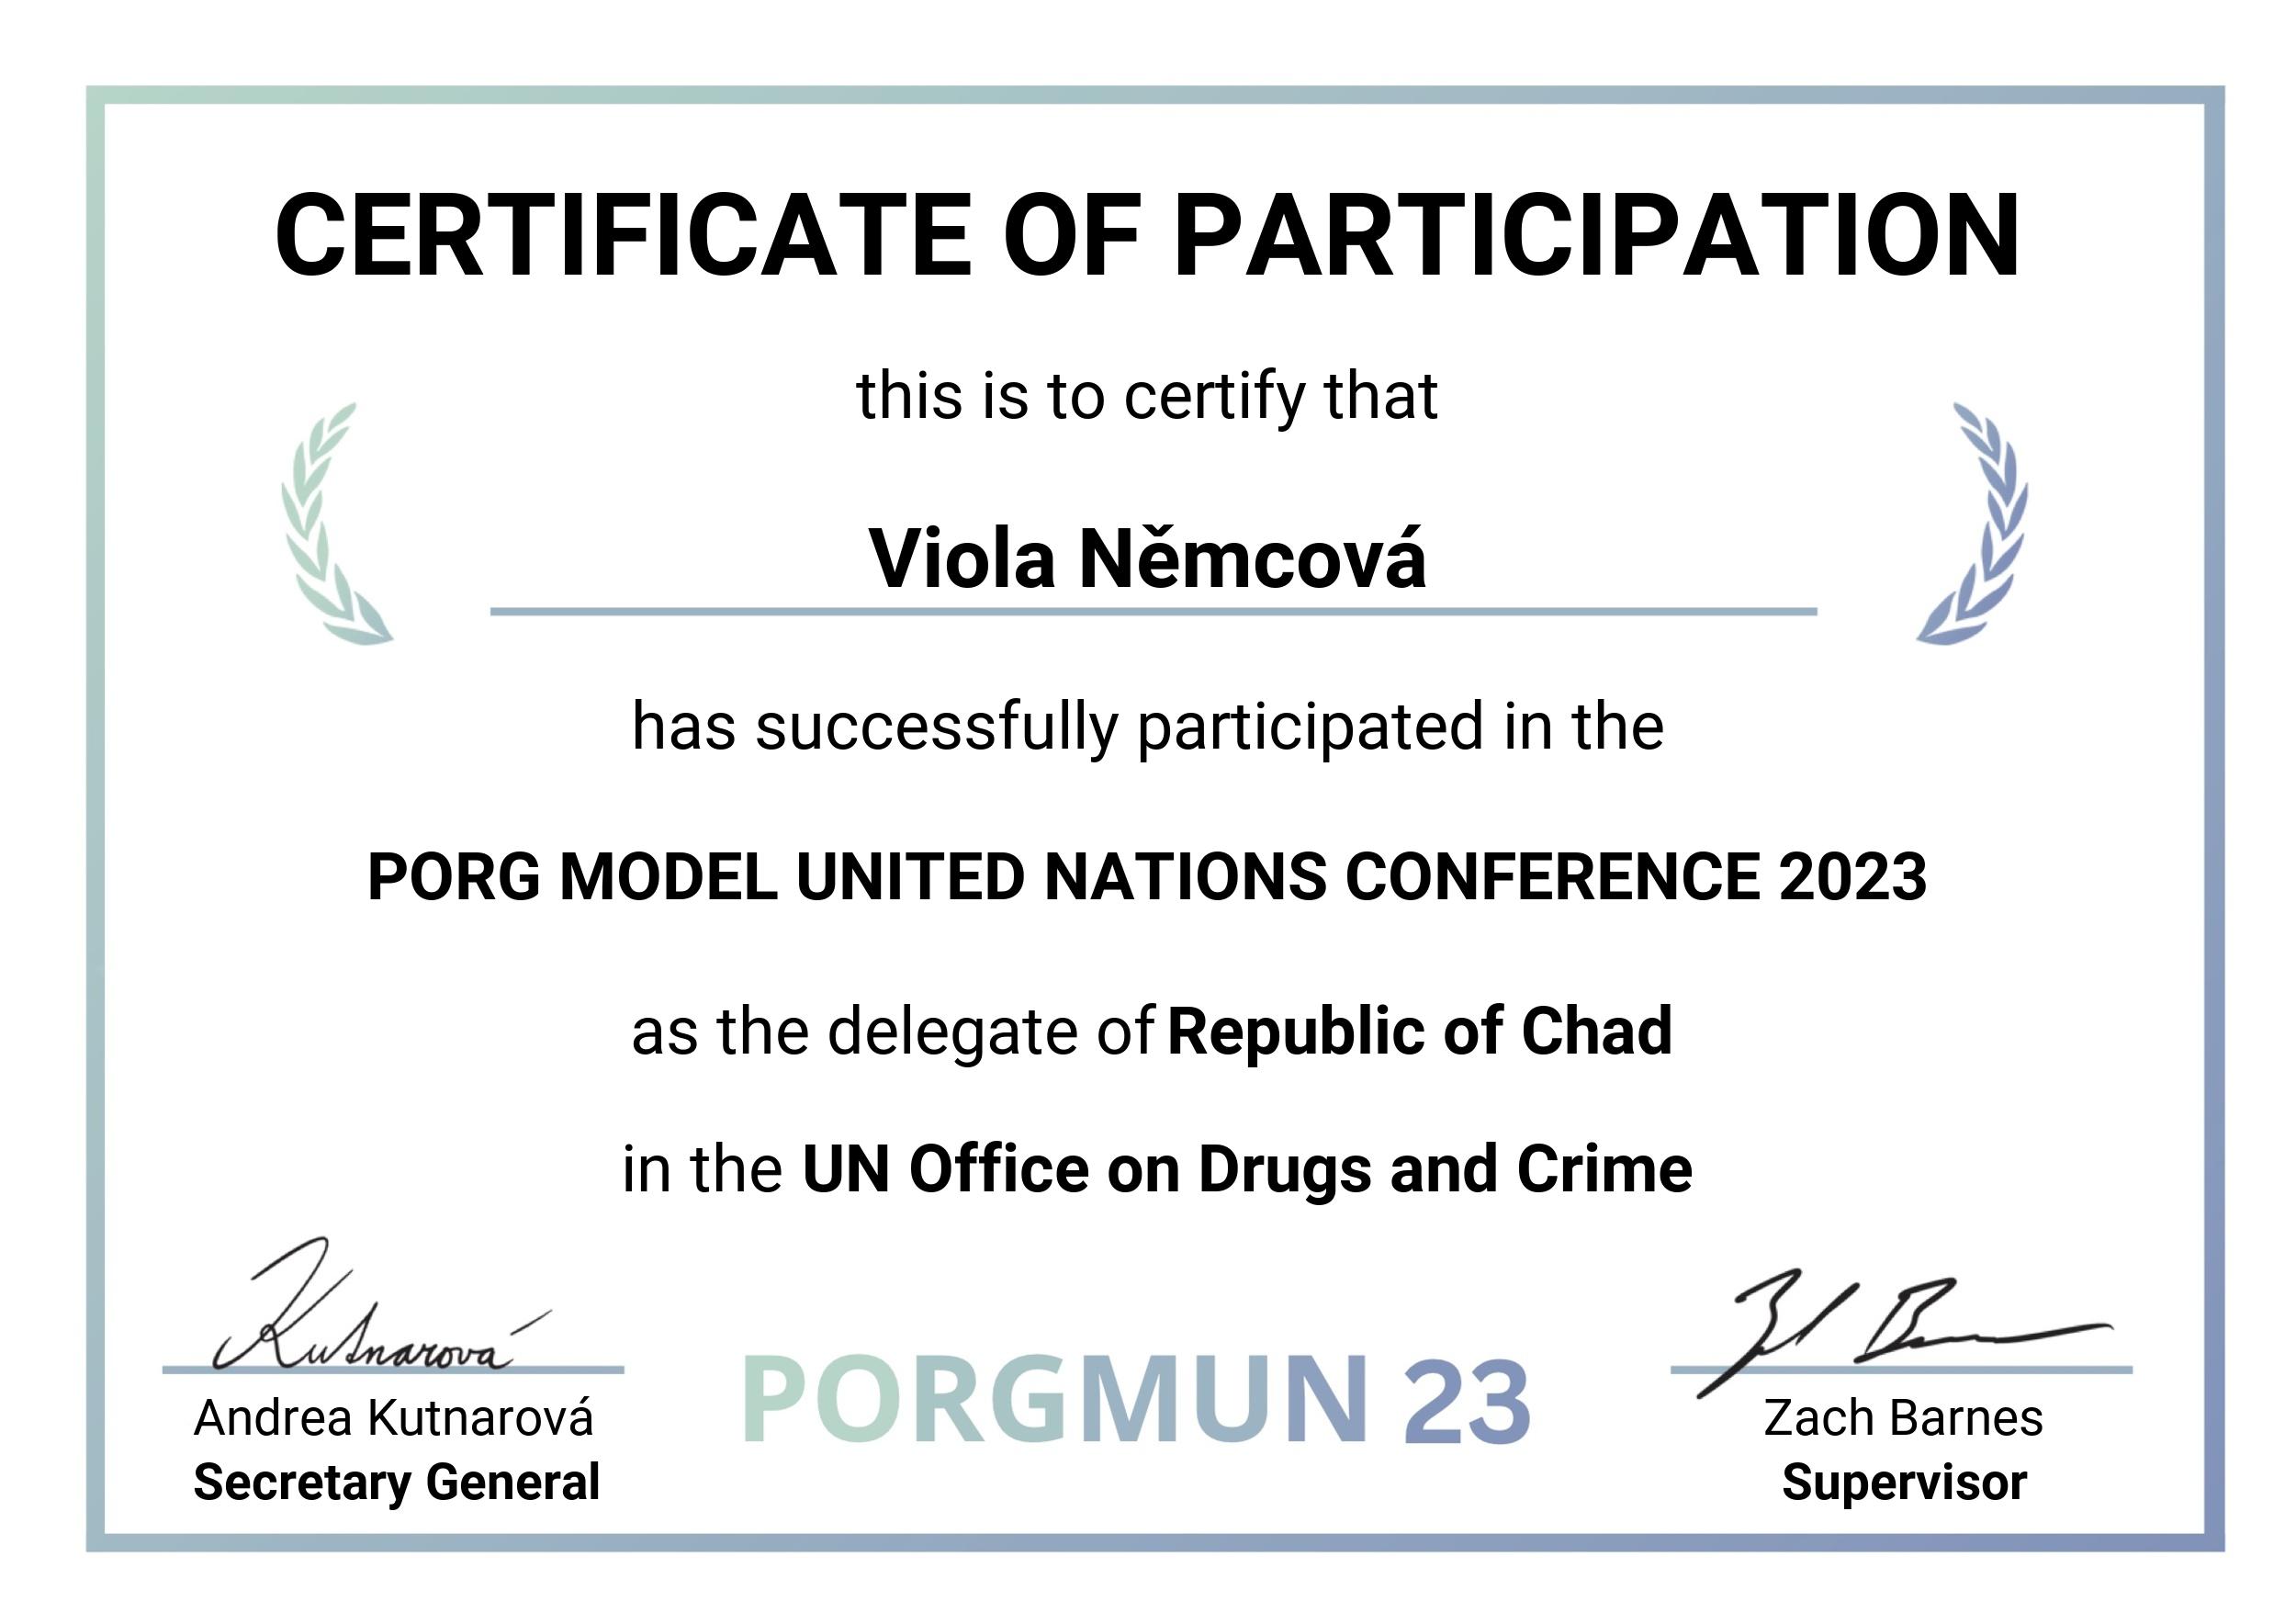 CERTIFICATE OF PARTICIPATION
this is to certify that
Viola Němcová
has successfully participated in the
PORG MODEL UNITED NATIONS CONFERENCE 2023
as the delegate of Republic of Chad
in the UN Office on Drugs and Crime
Kutnarová
Andrea Kutnarová
Secretary General
PORGMUN 23
Zach Barnes
Supervisor